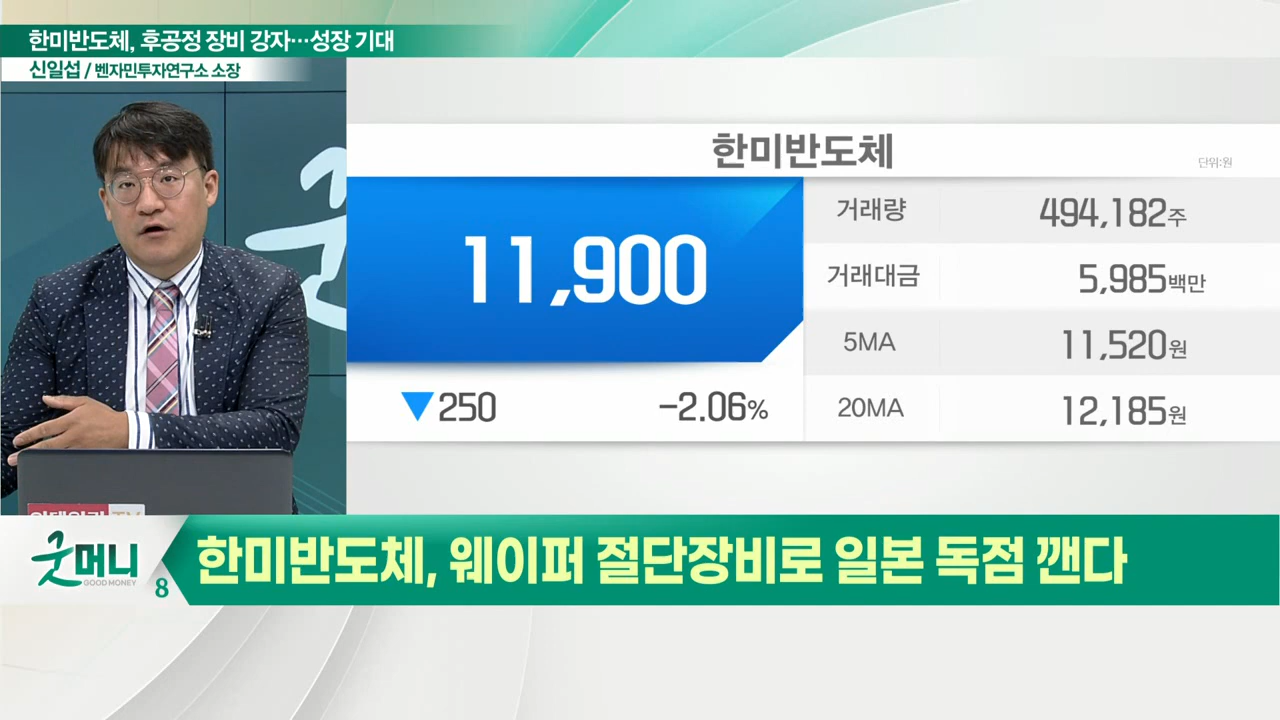 한미반도체, 후공정 장비 강자…성장 기대
신일섭 / 벤자민투자연구소 소장
한미반도체
단위:원
11,900
▼250 -2.06%
거래량 494,182주
거래대금 5,985백만
5MA 11,520원
20MA 12,185원
굿머니
GOOD MONEY
8
한미반도체, 웨이퍼 절단장비로 일본 독점 깬다